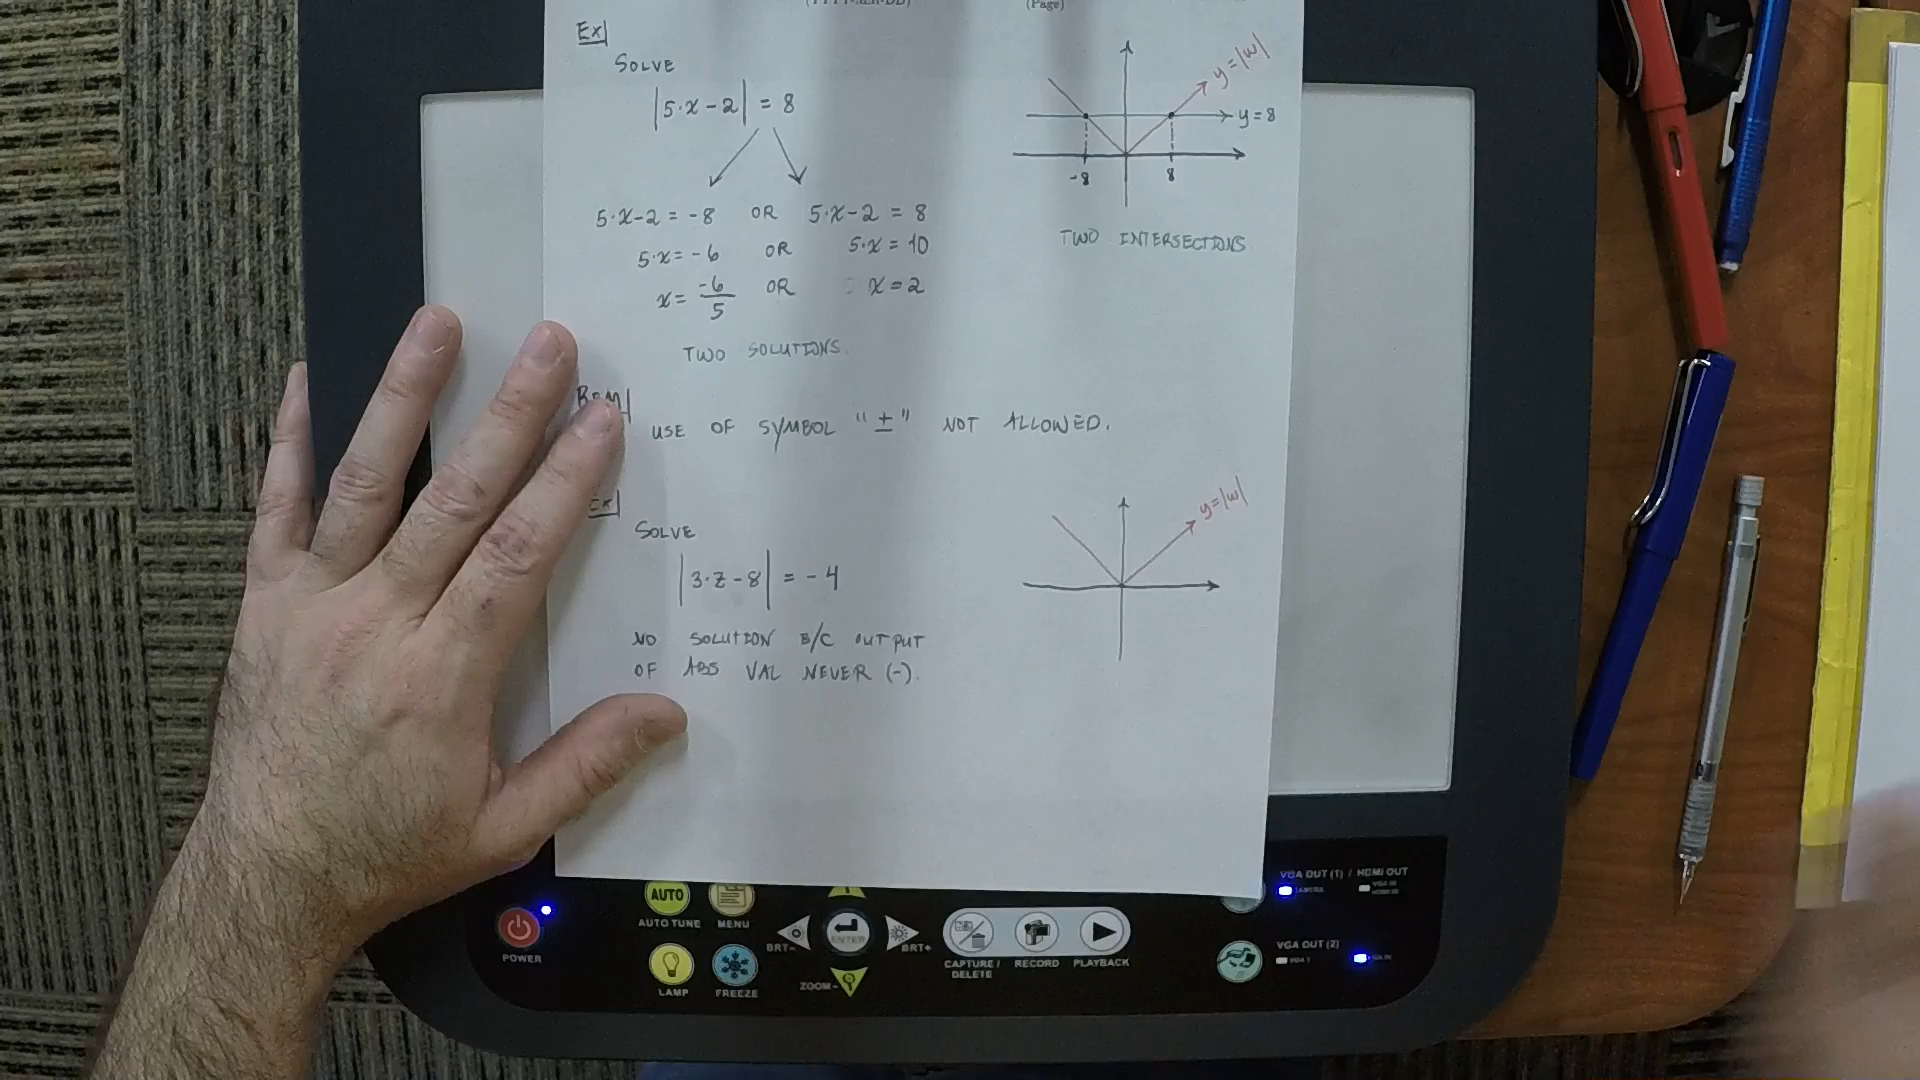 (Page)
Ex
SOLVE
|5·x-2| = 8
5·x-2 = -8 OR 5·x-2 = 8
5·x = -6 OR 5·x = 10
x = -6/5 OR x = 2
TWO SOLUTIONS.
y=|w|
y=8
-8 8
TWO INTERSECTIONS
REM
USE OF SYMBOL "±" NOT ALLOWED.
Ex
SOLVE
|3·z-8| = -4
NO SOLUTION B/C OUTPUT
OF ABS VAL NEVER (-).
y=|w|
POWER
AUTO
AUTO TUNE
MENU
LAMP
FREEZE
BRT-
ENTER
BRT+
ZOOM-
CAPTURE /
DELETE
RECORD
PLAYBACK
VGA OUT (1) / HDMI OUT
VGA OUT (2)